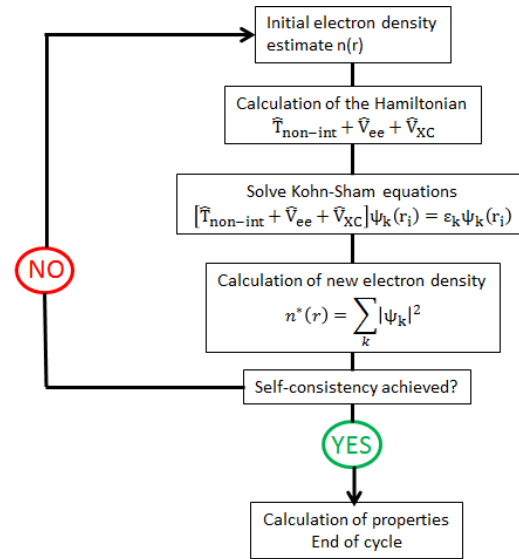 Initial electron density
estimate n(r)
Calculation of the Hamiltonian
T̂non−int + V̂ee + V̂XC
Solve Kohn-Sham equations
[T̂non−int + V̂ee + V̂XC]ψk(ri) = εkψk(ri)
NO
Calculation of new electron density
n*(r) = ∑k|ψk|²
Self-consistency achieved?
YES
Calculation of properties
End of cycle